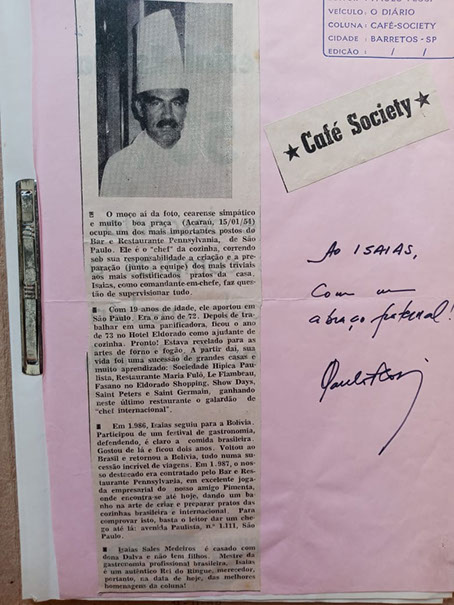 VEÍCULO: O DIÁRIO
COLUNA: CAFÉ-SOCIETY
CIDADE: BARRETOS - SP
EDIÇÃO: / /
★ Café Society ★
O moço aí da foto, cearense simpático
e muito boa praça (Acaraú, 15/01/54)
ocupe um dos mais importantes postos do
Bar e Restaurante Pennsylvania, de São
Paulo. Ele é o "chef" da cozinha, correndo
sob sua responsabilidade a criação e a pre-
paração (junto a equipe) dos mais triviais
aos mais sofistificados pratos da casa.
Isaías, como comandante-em-chefe, faz ques-
tão de supervisionar tudo.
Com 19 anos de idade, ele aportou em
São Paulo. Era o ano de 72. Depois de tra-
balhar em uma panificadora, ficou o ano
de 73 no Hotel Eldorado como ajudante de
cozinha. Pronto! Estava revelado para as
artes de forno e fogão. A partir daí, sua
vida foi uma sucessão de grandes casas e
muito aprendizado: Sociedade Hípica Pau-
lista, Restaurante Maria Fulô, Le Flambeau,
Fasano no Eldorado Shopping, Show Days,
Saint Peters e Saint Germain, ganhando
neste último restaurante o galardão de
"chef internacional".
Em 1.986, Izaías seguiu para a Bolívia.
Participou de um festival de gastronomia,
defendendo, é claro a comida brasileira.
Gostou de lá e ficou dois anos. Voltou ao
Brasil e retornou a Bolívia, tudo numa su-
cessão incrível de viagens. Em 1.987, o nos-
so destacado era contratado pelo Bar e Res-
taurante Pennsylvania, em excelente joga-
da empresarial do nosso amigo Pimenta,
onde encontra-se até hoje, dando um ba-
nho na arte de criar e preparar pratos das
cozinhas brasileira e internacional. Para
comprovar isto, basta o leitor dar um che-
go até lá: avenida Paulista, n.º 1.111, São
Paulo.
Izaías Sales Medeiros é casado com
dona Dalva e não tem filhos. Mestre da
gastronomia profissional brasileira, Izaías
é um autêntico Rei do Ringue, merecedor,
portanto, na data de hoje, das melhores
homenagens da coluna!
Ao ISAIAS,
Com um
abraço fraternal!